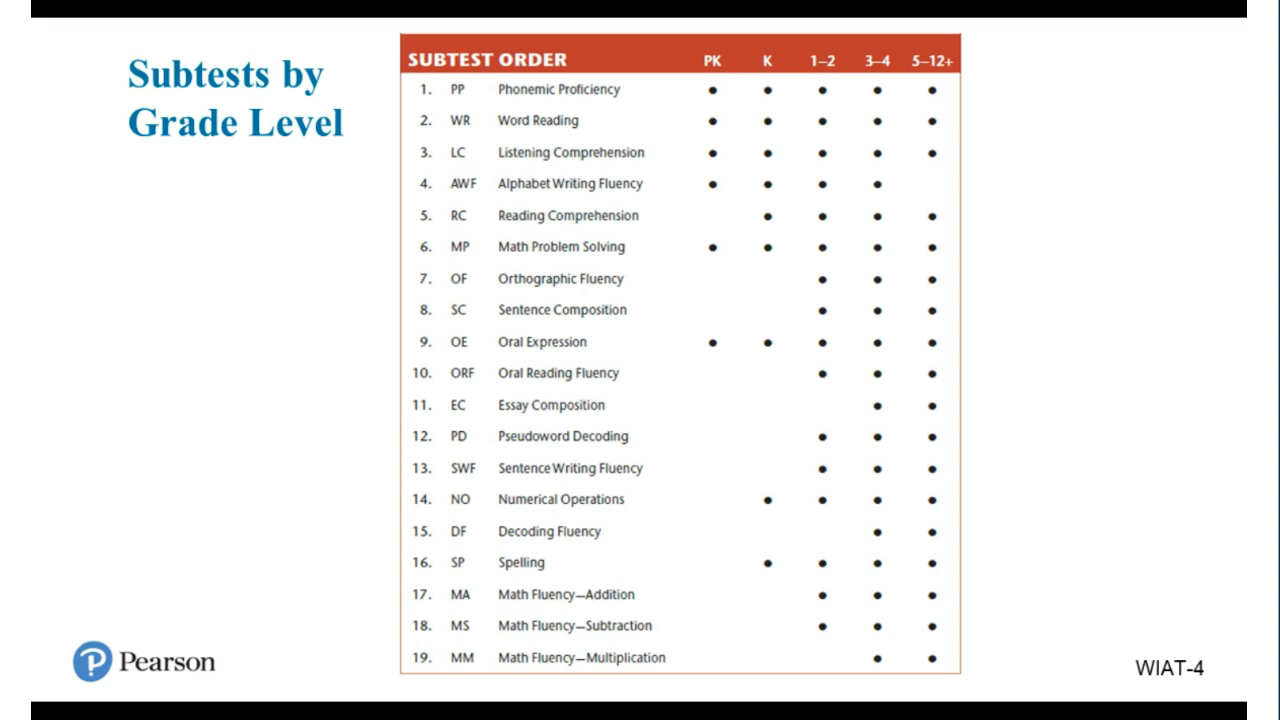 Subtests by
Grade Level
SUBTEST ORDER PK K 1–2 3–4 5–12+
1. PP Phonemic Proficiency • • • • •
2. WR Word Reading • • • • •
3. LC Listening Comprehension • • • • •
4. AWF Alphabet Writing Fluency • • • •
5. RC Reading Comprehension • • • •
6. MP Math Problem Solving • • • • •
7. OF Orthographic Fluency • • •
8. SC Sentence Composition • • •
9. OE Oral Expression • • • • •
10. ORF Oral Reading Fluency • • •
11. EC Essay Composition • •
12. PD Pseudoword Decoding • • •
13. SWF Sentence Writing Fluency • • •
14. NO Numerical Operations • • • •
15. DF Decoding Fluency • •
16. SP Spelling • • • •
17. MA Math Fluency—Addition • • •
18. MS Math Fluency—Subtraction • • •
19. MM Math Fluency—Multiplication • •
Pearson
WIAT-4